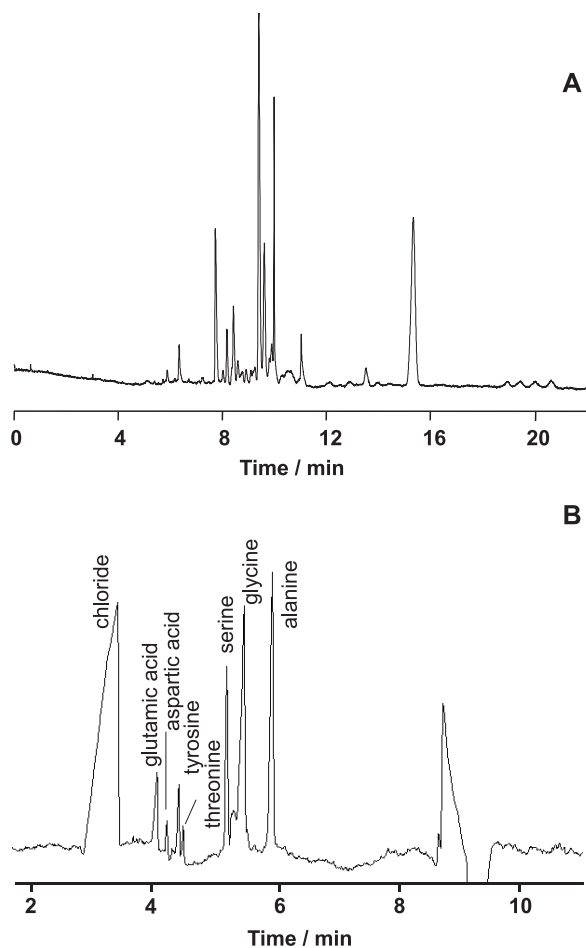 A
0 4 8 12 16 20
Time / min
B
chloride
glutamic acid
aspartic acid
tyrosine
threonine
serine
glycine
alanine
2 4 6 8 10
Time / min